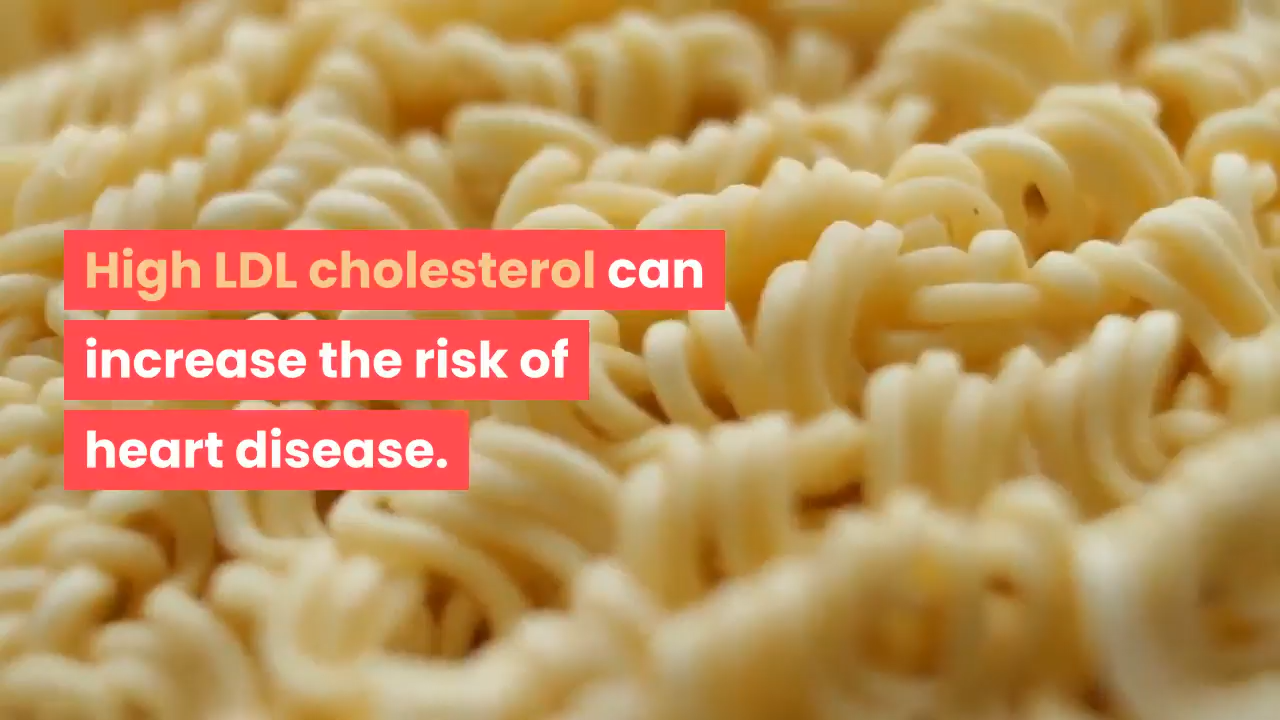 High LDL cholesterol can
increase the risk of
heart disease.